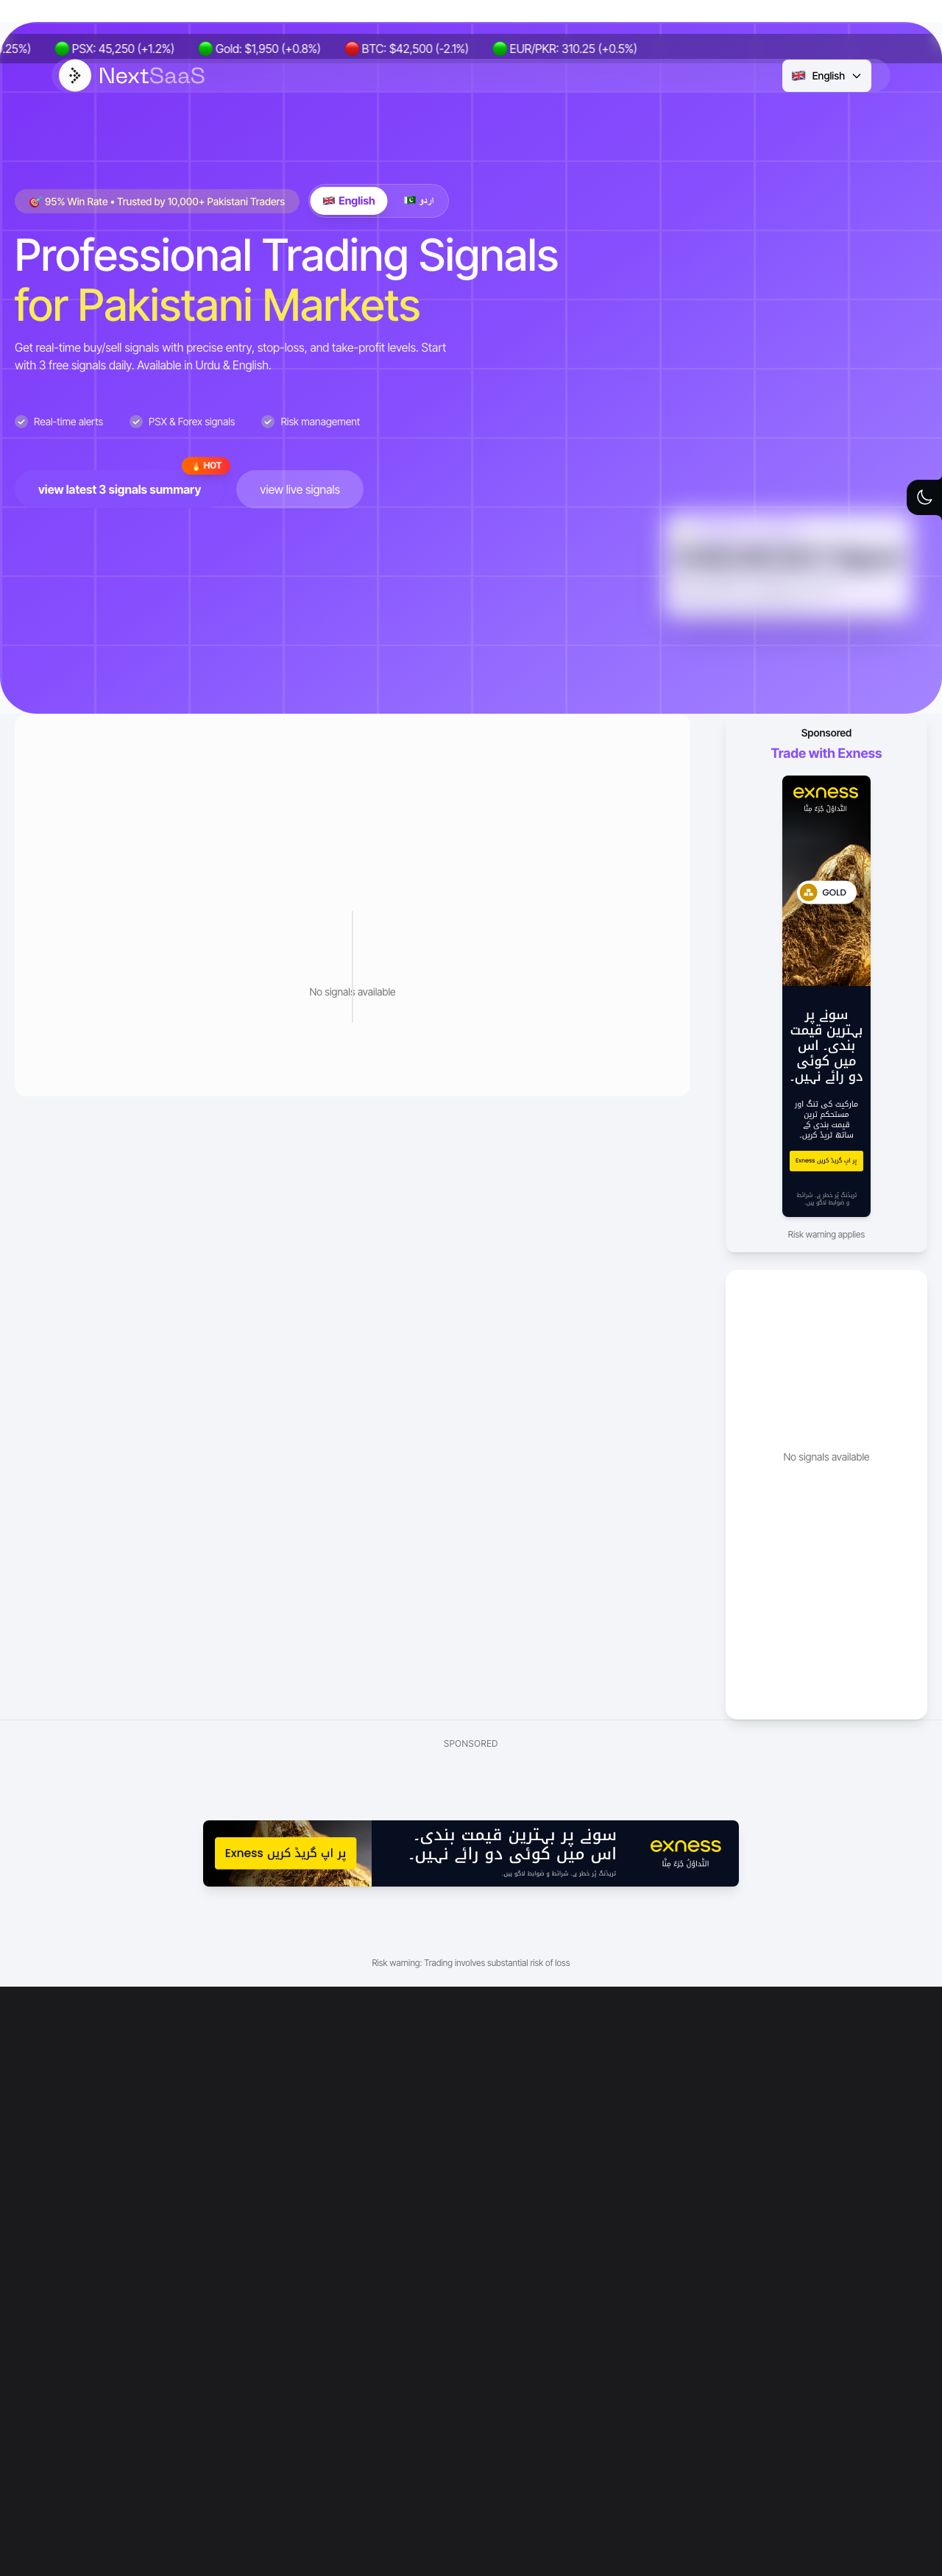 .25%)
PSX: 45,250 (+1.2%)
Gold: $1,950 (+0.8%)
BTC: $42,500 (-2.1%)
EUR/PKR: 310.25 (+0.5%)
NextSaaS
English
95% Win Rate • Trusted by 10,000+ Pakistani Traders
English
اردو
Professional Trading Signals
for Pakistani Markets
Get real-time buy/sell signals with precise entry, stop-loss, and take-profit levels. Start
with 3 free signals daily. Available in Urdu & English.
Real-time alerts
PSX & Forex signals
Risk management
HOT
view latest 3 signals summary
view live signals
No signals available
Sponsored
Trade with Exness
exness
التَّداوُلُ جُزءٌ مِنَّا
GOLD
سونے پر
بہترین قیمت
بندی۔ اس
میں کوئی
دو رائے نہیں۔
مارکیٹ کی تنگ اور
مستحکم ترین
قیمت بندی کے
ساتھ ٹریڈ کریں۔
Exness پر اپ گریڈ کریں
ٹریڈنگ پُر خطر ہے۔ شرائط
و ضوابط لاگو ہیں۔
Risk warning applies
No signals available
SPONSORED
Exness پر اپ گریڈ کریں
سونے پر بہترین قیمت بندی۔
اس میں کوئی دو رائے نہیں۔
ٹریڈنگ پُر خطر ہے۔ شرائط و ضوابط لاگو ہیں۔
exness
التَّداوُلُ جُزءٌ مِنَّا
Risk warning: Trading involves substantial risk of loss